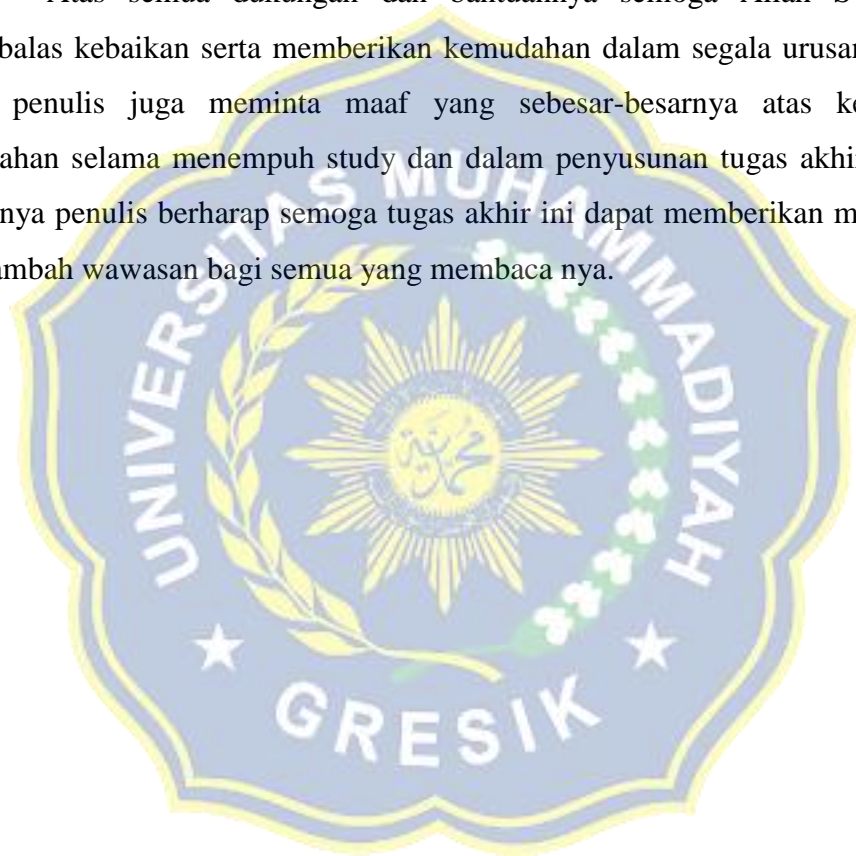 Atas semua dukungan dan bantuannya semoga Allah S
balas kebaikan serta memberikan kemudahan dalam segala urusan
penulis juga meminta maaf yang sebesar-besarnya atas ke
ahan selama menempuh study dan dalam penyusunan tugas akhi
nya penulis berharap semoga tugas akhir ini dapat memberikan m
ambah wawasan bagi semua yang membaca nya.
UNIVERSITAS MUHAMMADIYAH
محمدية
GRESIK